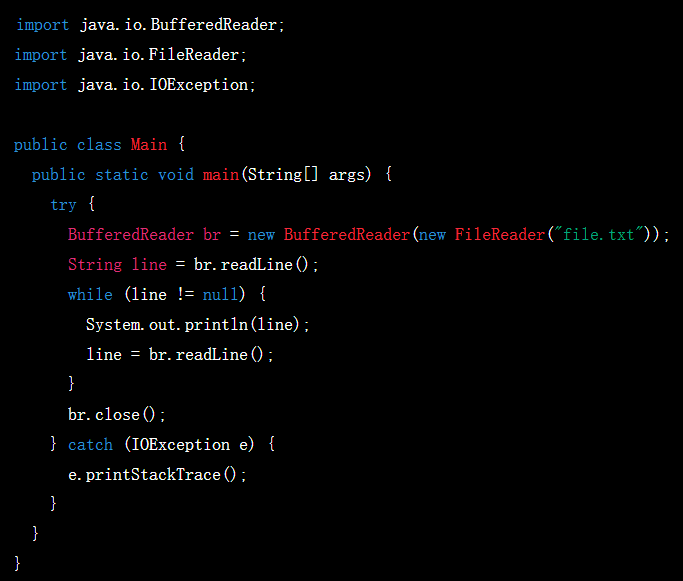 import java.io.BufferedReader;
import java.io.FileReader;
import java.io.IOException;

public class Main {
  public static void main(String[] args) {
    try {
      BufferedReader br = new BufferedReader(new FileReader("file.txt"));
      String line = br.readLine();
      while (line != null) {
        System.out.println(line);
        line = br.readLine();
      }
      br.close();
    } catch (IOException e) {
      e.printStackTrace();
    }
  }
}